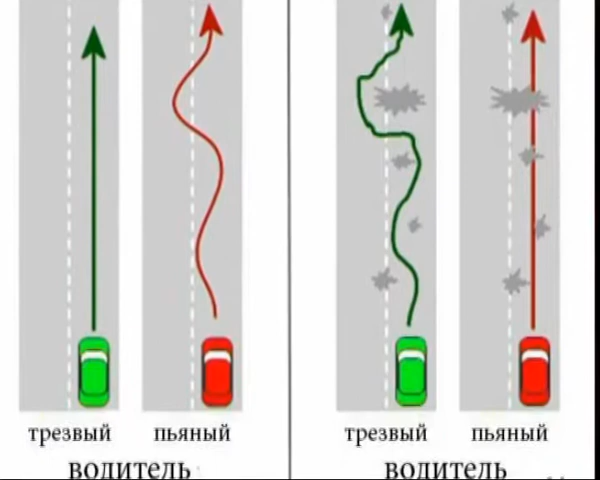 трезвый пьяный трезвый пьяный
водитель водитель